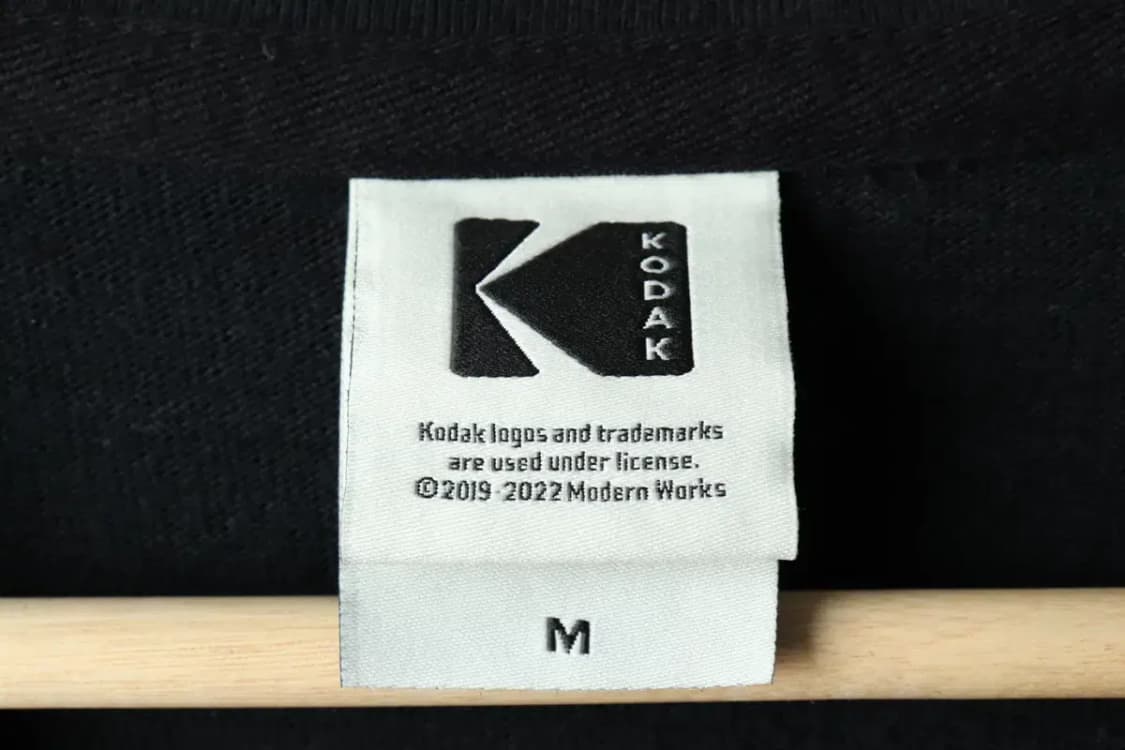 KODAK
Kodak logos and trademarks
are used under license.
©2019-2022 Modern Works
M